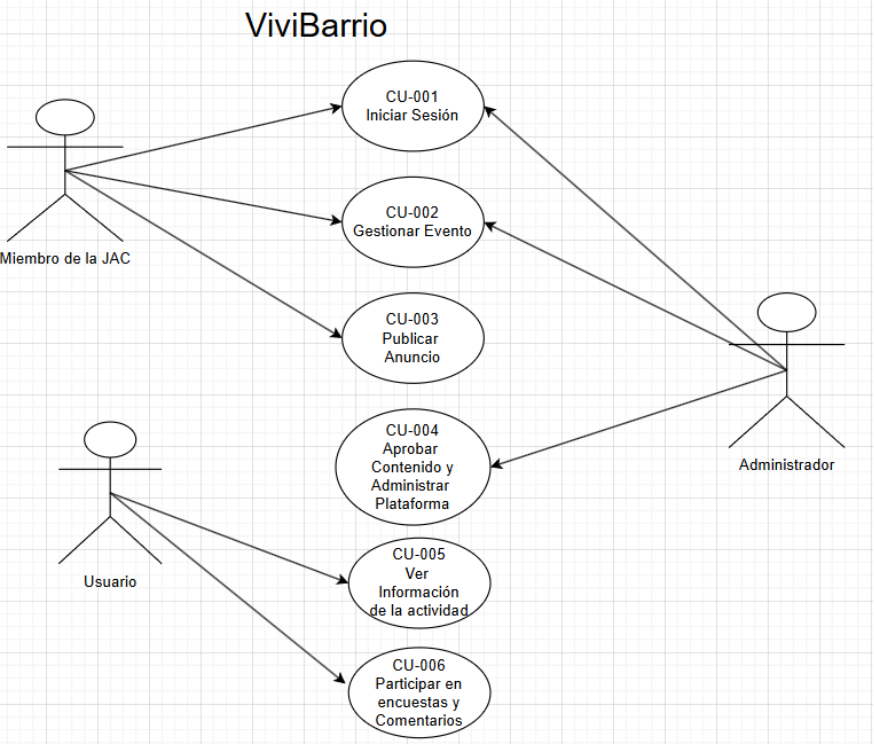 ViviBarrio
CU-001
Iniciar Sesión
CU-002
Gestionar Evento
Miembro de la JAC
CU-003
Publicar
Anuncio
CU-004
Aprobar
Contenido y
Administrar
Plataforma
Administrador
CU-005
Ver
Información
de la actividad
Usuario
CU-006
Participar en
encuestas y
Comentarios